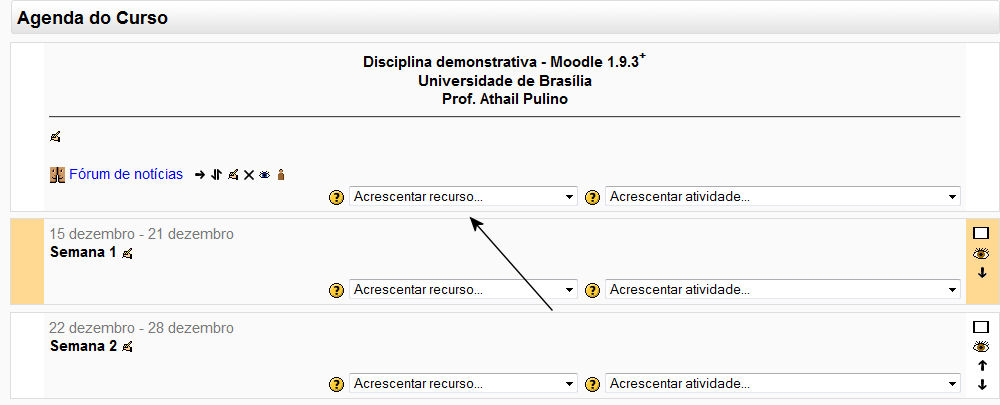 Agenda do Curso
Disciplina demonstrativa - Moodle 1.9.3+
Universidade de Brasília
Prof. Athail Pulino
Fórum de notícias
? Acrescentar recurso... ? Acrescentar atividade...
15 dezembro - 21 dezembro
Semana 1
? Acrescentar recurso... ? Acrescentar atividade...
22 dezembro - 28 dezembro
Semana 2
? Acrescentar recurso... ? Acrescentar atividade...